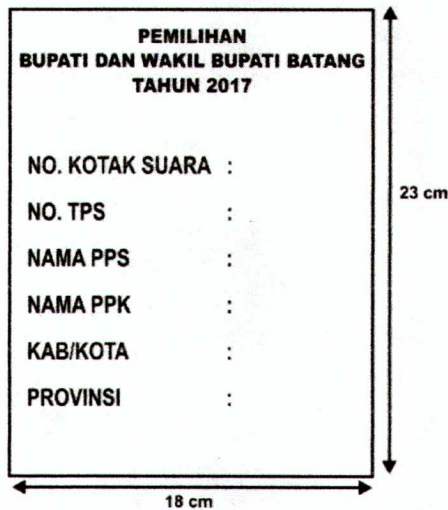 PEMILIHAN
BUPATI DAN WAKIL BUPATI BATANG
TAHUN 2017
NO. KOTAK SUARA :
NO. TPS :
NAMA PPS :
NAMA PPK :
KAB/KOTA :
PROVINSI :
23 cm
18 cm